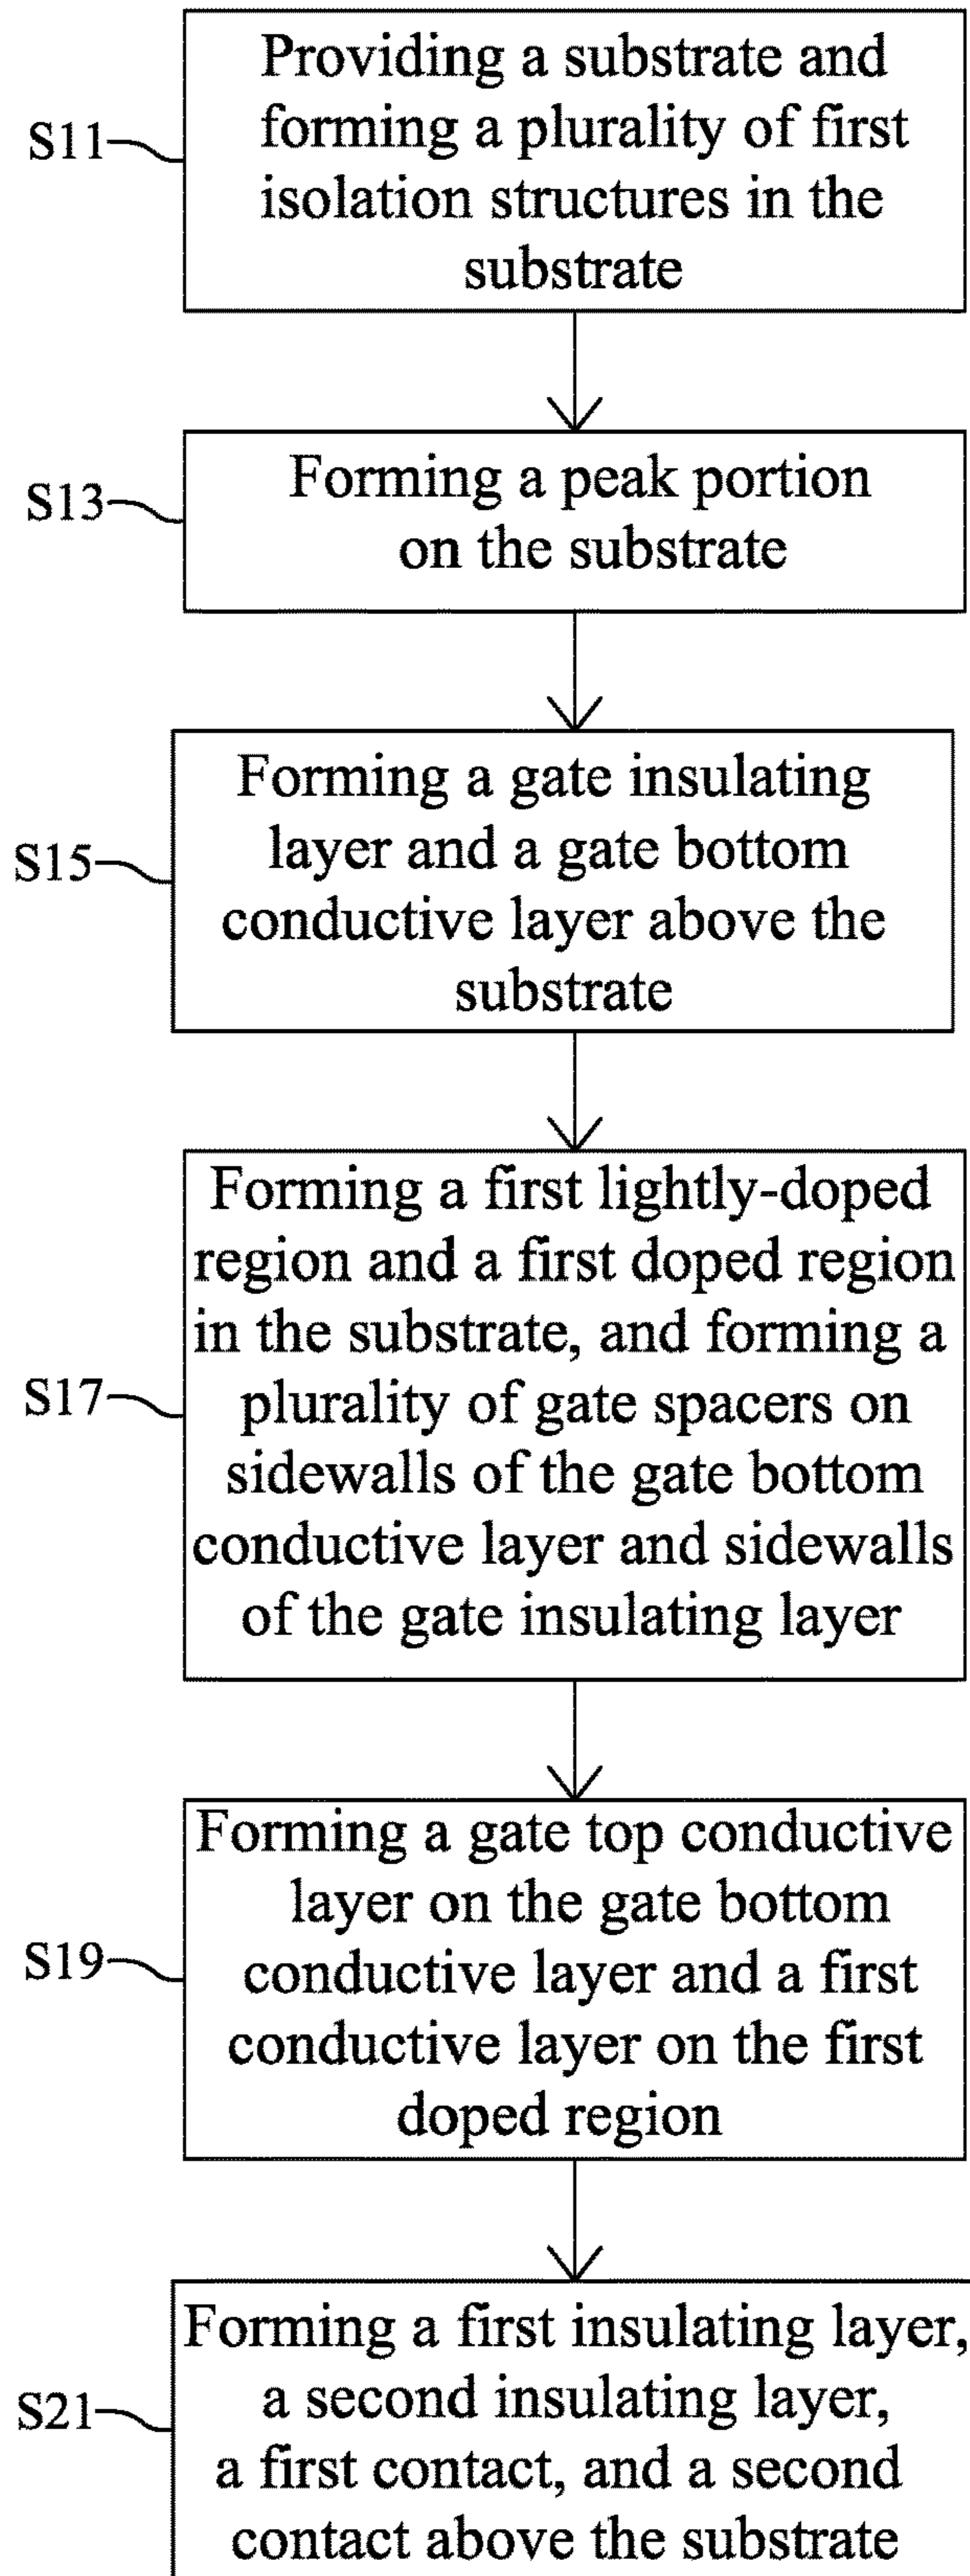 Providing a substrate and
forming a plurality of first
S11
isolation structures in the
substrate
Forming a peak portion
S13
on the substrate
Forming a gate insulating
layer and a gate bottom
S15
conductive layer above the
substrate
Forming a first lightly-doped
region and a first doped region
in the substrate, and forming a
S17
plurality of gate spacers on
sidewalls of the gate bottom
conductive layer and sidewalls
of the gate insulating layer
Forming a gate top conductive
layer on the gate bottom
S19
conductive layer and a first
conductive layer on the first
doped region
Forming a first insulating layer,
a second insulating layer,
S21
a first contact, and a second
contact above the substrate